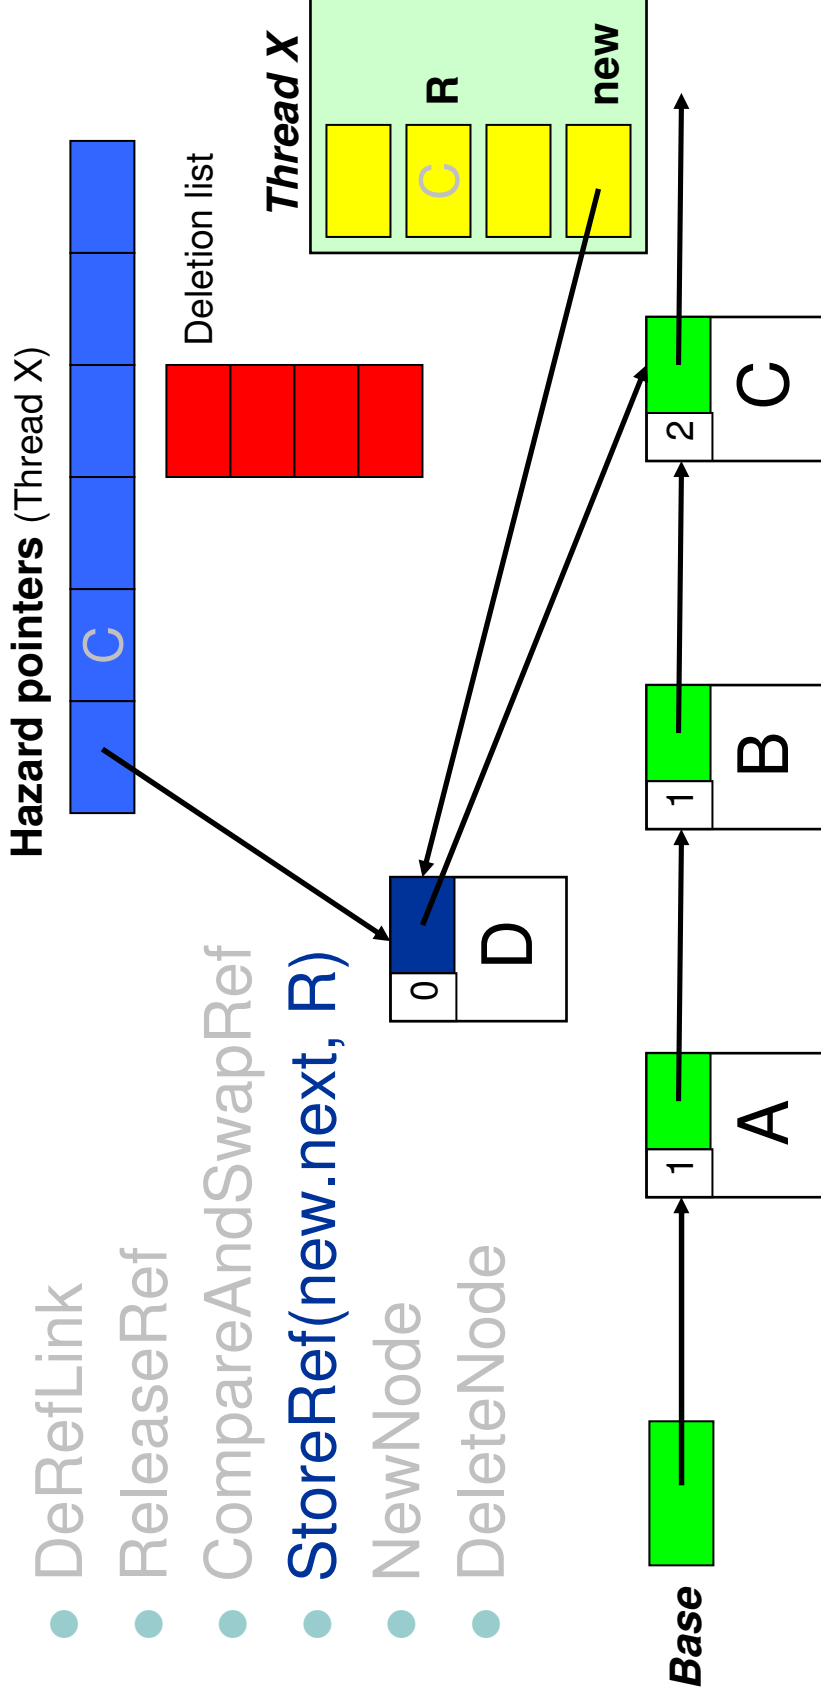 Hazard pointers (Thread X)
C
Deletion list
Thread X
C
R
new
DeRefLink
ReleaseRef
CompareAndSwapRef
StoreRef(new.next, R)
NewNode
DeleteNode
0
D
Base
1
A
1
B
2
C